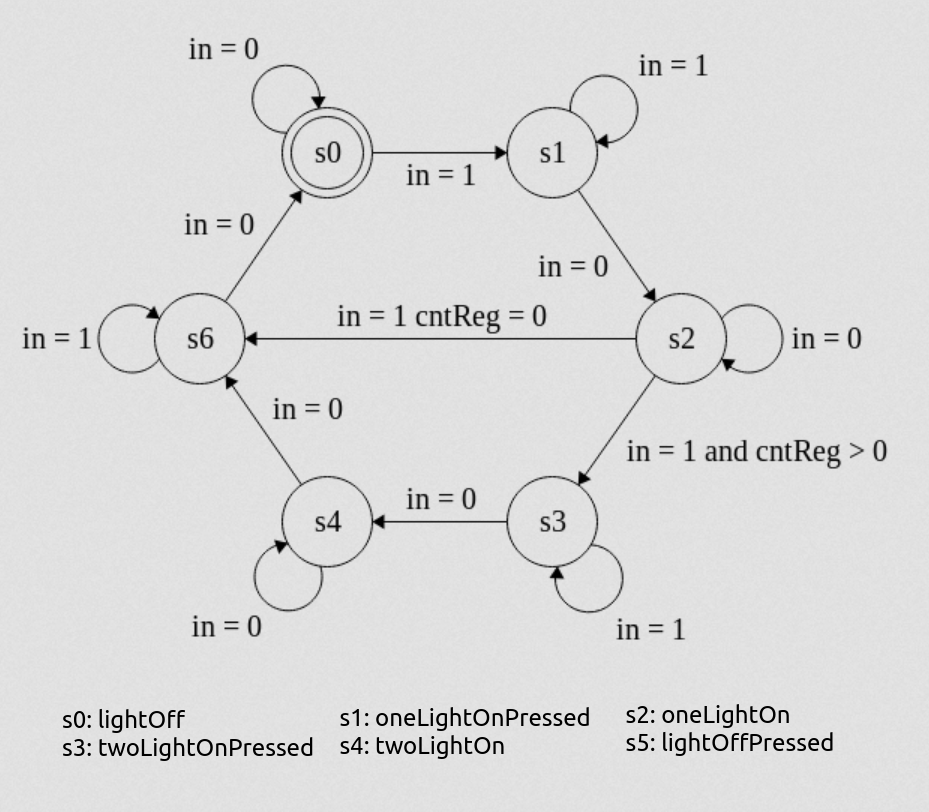 in = 0
in = 1
s0
s1
in = 1
in = 0
in = 0
in = 1 cntReg = 0
in = 1
s6
s2
in = 0
in = 0
in = 1 and cntReg > 0
in = 0
s4
s3
in = 0
in = 1
s0: lightOff
s1: oneLightOnPressed
s2: oneLightOn
s3: twoLightOnPressed
s4: twoLightOn
s5: lightOffPressed